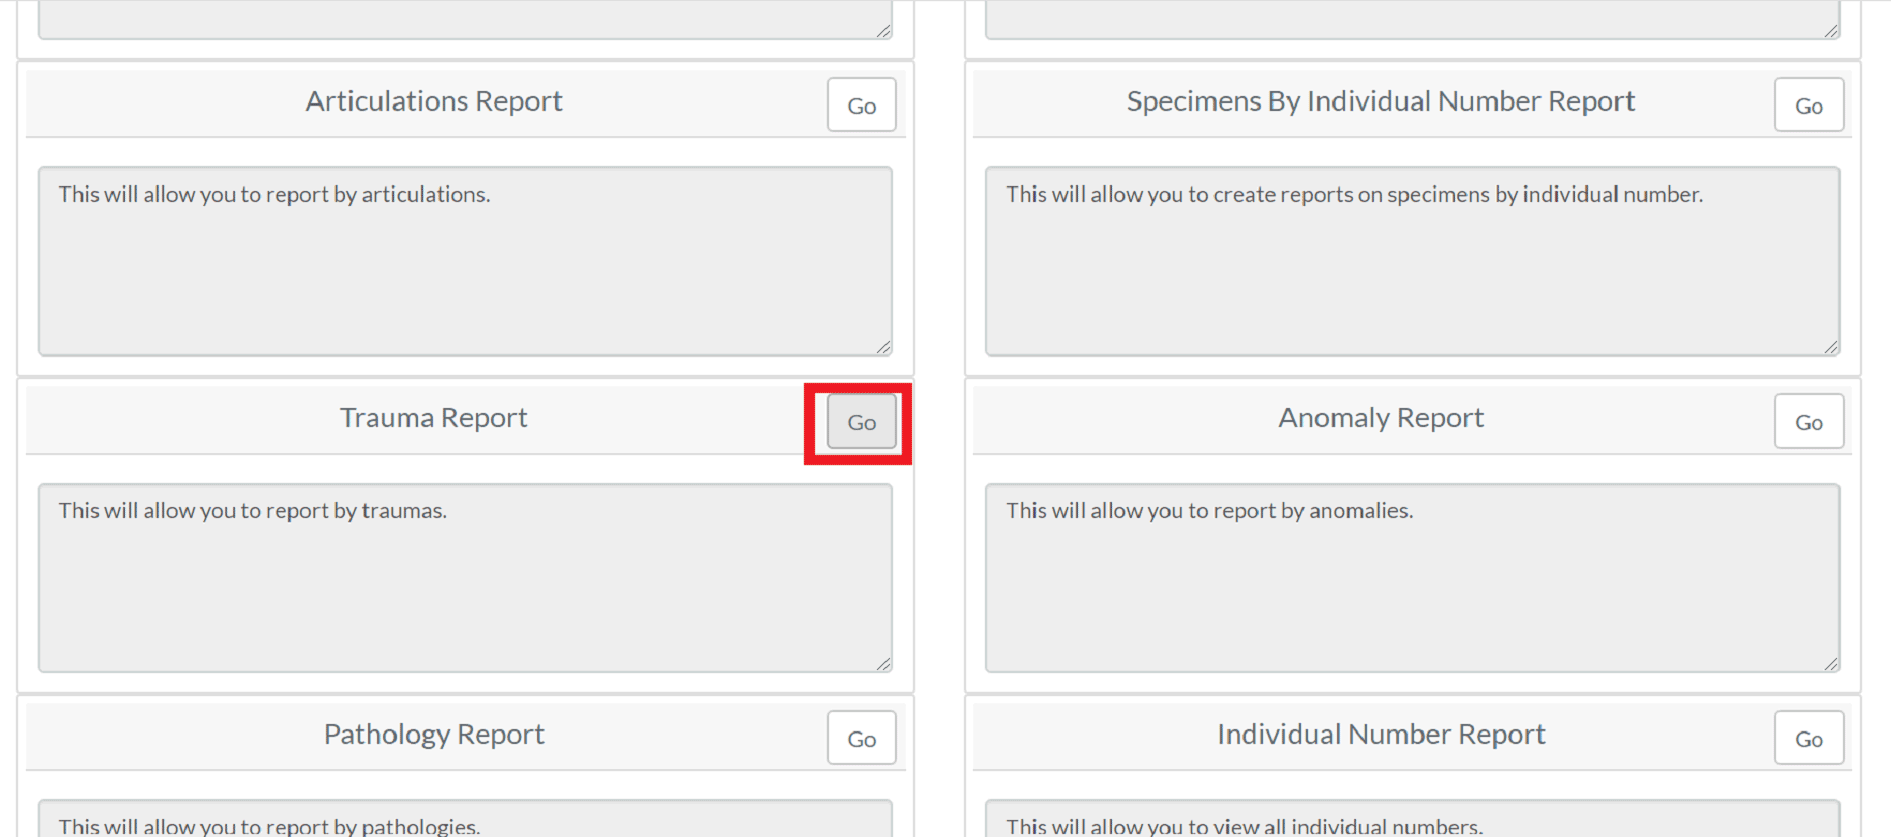 Articulations Report
Go
Specimens By Individual Number Report
Go
This will allow you to report by articulations.
This will allow you to create reports on specimens by individual number.
Trauma Report
Go
Anomaly Report
Go
This will allow you to report by traumas.
This will allow you to report by anomalies.
Pathology Report
Go
Individual Number Report
Go
This will allow you to report by pathologies.
This will allow you to view all individual numbers.